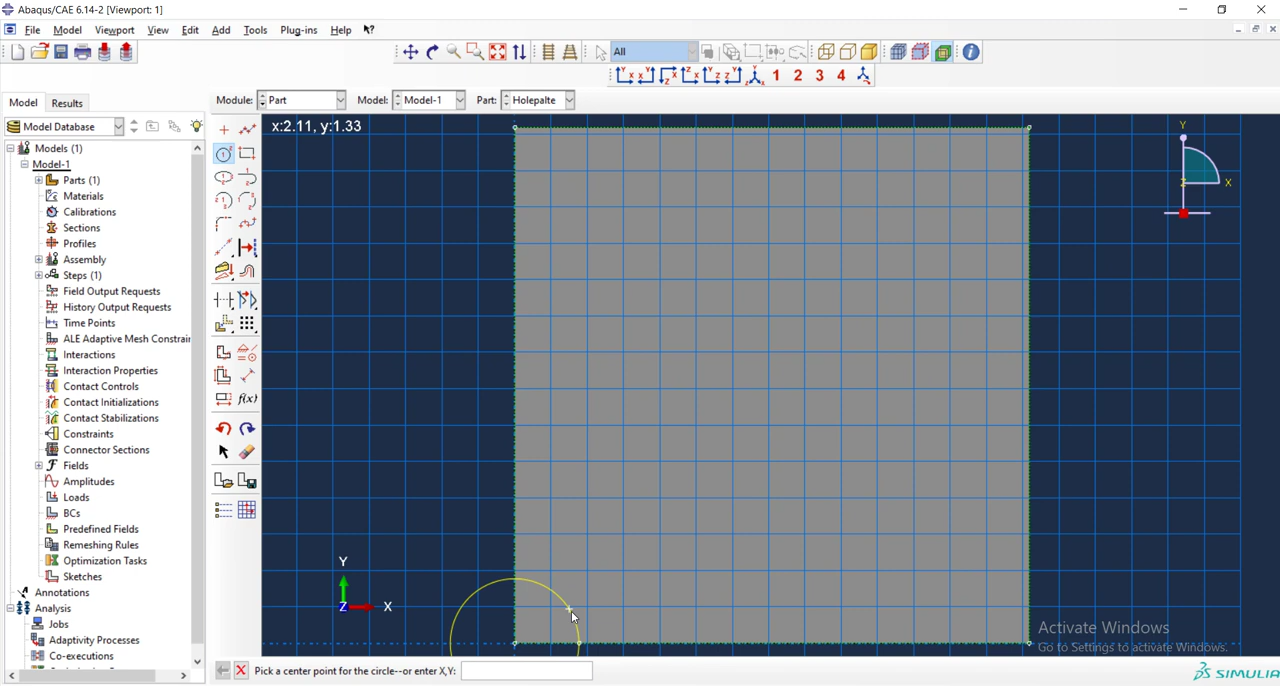 Abaqus/CAE 6.14-2 [Viewport: 1]
File Model Viewport View Edit Add Tools Plug-ins Help
All
1 2 3 4
Model Results
Module: Part Model: Model-1 Part: Holepalte
Model Database
x:2.11, y:1.33
Models (1)
Model-1
Parts (1)
Materials
Calibrations
Sections
Profiles
Assembly
Steps (1)
Field Output Requests
History Output Requests
Time Points
ALE Adaptive Mesh Constrai
Interactions
Interaction Properties
Contact Controls
Contact Initializations
Contact Stabilizations
Constraints
Connector Sections
Fields
Amplitudes
Loads
BCs
Predefined Fields
Remeshing Rules
Optimization Tasks
Sketches
Annotations
Analysis
Jobs
Adaptivity Processes
Co-executions
f(x)
Y
X
Z
Y
Z X
Activate Windows
Go to Settings to activate Windows.
Pick a center point for the circle--or enter X,Y:
SIMULIA